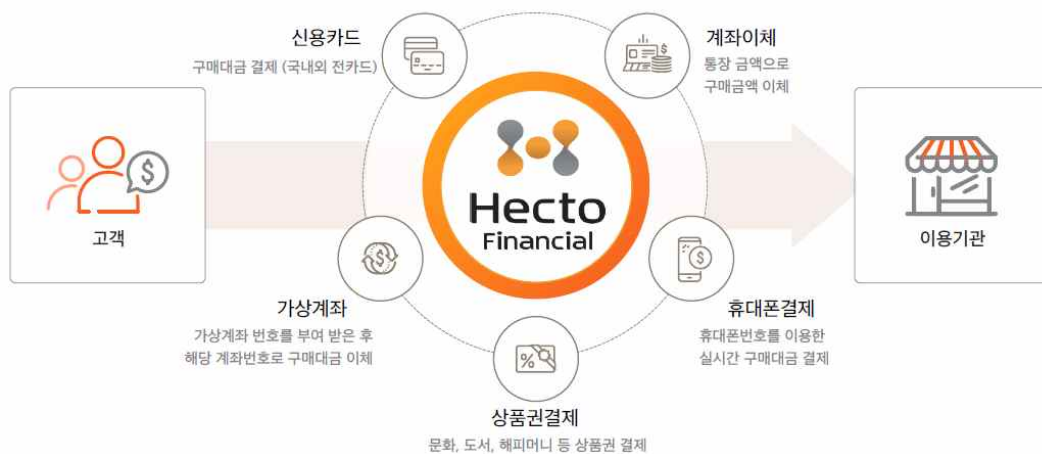 신용카드
구매대금 결제 (국내외 전카드)
계좌이체
통장 금액으로
구매금액 이체
고객
Hecto
Financial
이용기관
가상계좌
가상계좌 번호를 부여 받은 후
해당 계좌번호로 구매대금 이체
휴대폰결제
휴대폰번호를 이용한
실시간 구매대금 결제
상품권결제
문화, 도서, 해피머니 등 상품권 결제